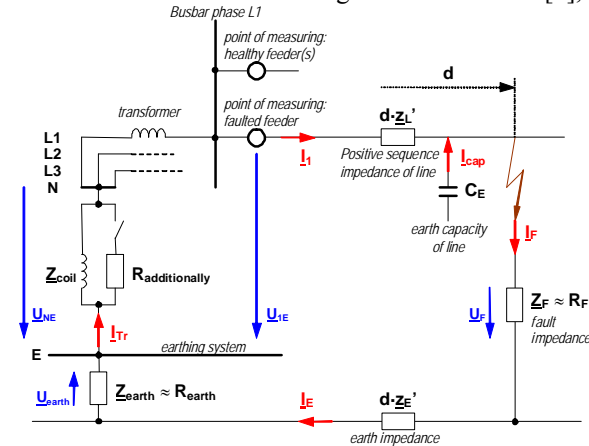 [.],
Busbar phase L1
point of measuring:
healthy feeder(s)
d
transformer
point of measuring:
faulted feeder
d·z_L'
L1
L2
L3
N
I_1
Positive sequence
impedance of line
I_cap
C_E
earth capacity
of line
I_F
Z_coil
R_additionally
U_NE
U_1E
U_F
Z_F ≈ R_F
fault
impedance
I_Tr
E
earthing system
U_earth
Z_earth ≈ R_earth
I_E
d·z_E'
earth impedance